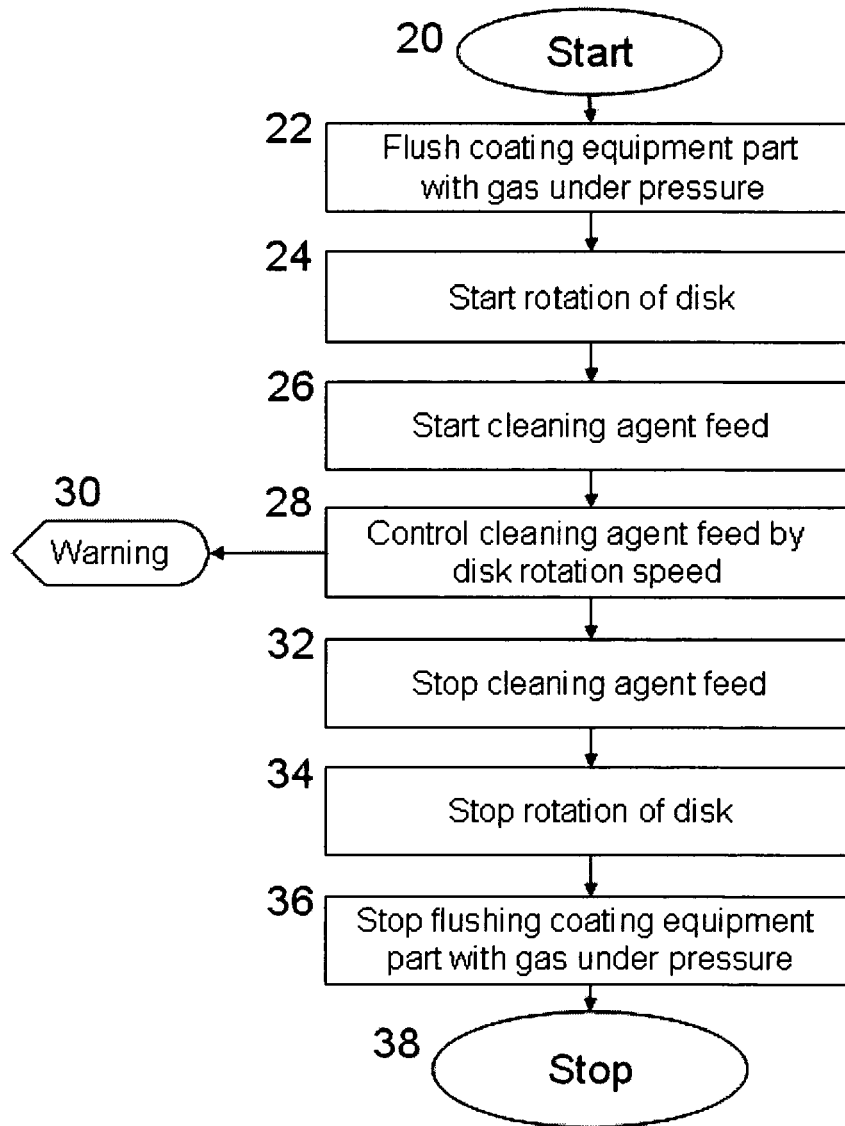 20
Start
22
Flush coating equipment part
with gas under pressure
24
Start rotation of disk
26
Start cleaning agent feed
28
Control cleaning agent feed by
disk rotation speed
30
Warning
32
Stop cleaning agent feed
34
Stop rotation of disk
36
Stop flushing coating equipment
part with gas under pressure
38
Stop